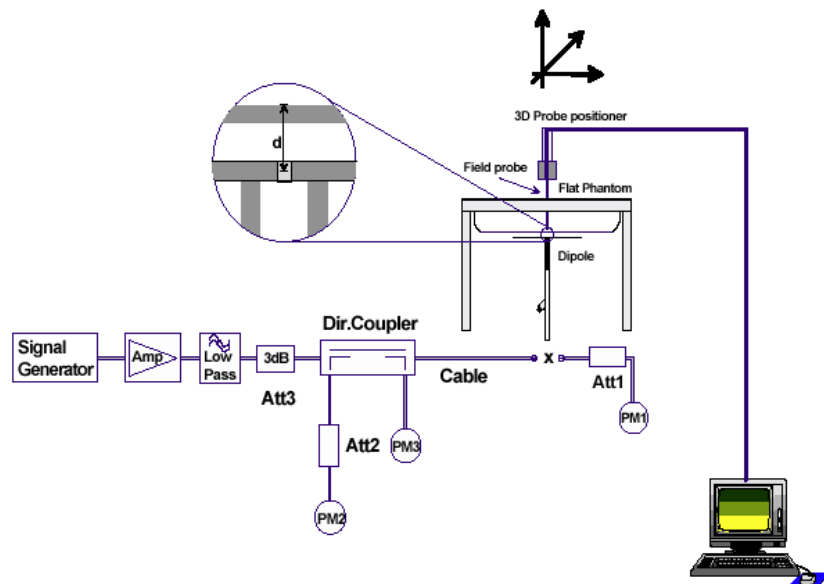 3D Probe positioner
d
Field probe
Flat Phantom
Dipole
Dir.Coupler
Signal
Generator
Amp
Low
Pass
3dB
Att3
Cable
x
Att1
PM1
Att2
PM3
PM2